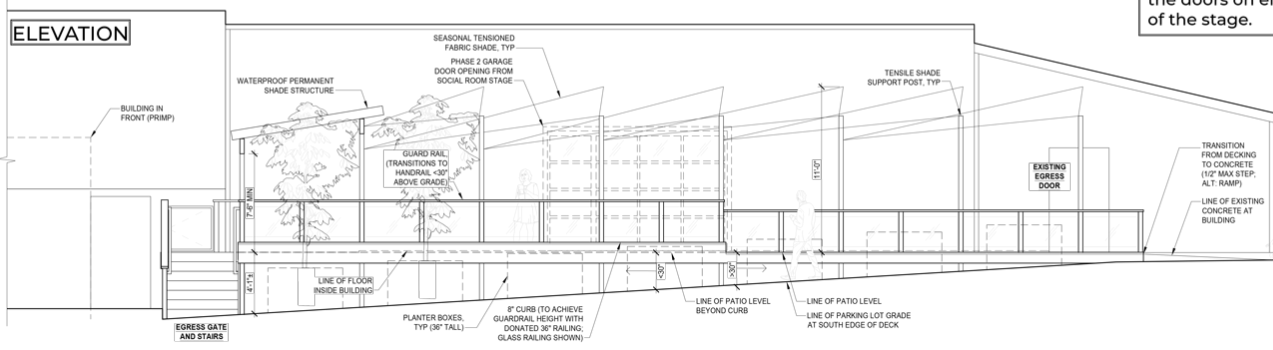 the doors on e
of the stage.
ELEVATION
SEASONAL TENSIONED
FABRIC SHADE, TYP
PHASE 2 GARAGE
DOOR OPENING FROM
SOCIAL ROOM STAGE
WATERPROOF PERMANENT
SHADE STRUCTURE
TENSILE SHADE
SUPPORT POST, TYP
BUILDING IN
FRONT (PRIMP)
GUARD RAIL,
(TRANSITIONS TO
HANDRAIL <30"
ABOVE GRADE)
11'-0"
EXISTING
EGRESS
DOOR
TRANSITION
FROM DECKING
TO CONCRETE
(1/2" MAX STEP;
ALT: RAMP)
7'-6" MIN
LINE OF EXISTING
CONCRETE AT
BUILDING
4'-1"±
LINE OF FLOOR
INSIDE BUILDING
<30"
>30"
PLANTER BOXES,
TYP (36" TALL)
8" CURB (TO ACHIEVE
GUARDRAIL HEIGHT WITH
DONATED 36" RAILING;
GLASS RAILING SHOWN)
LINE OF PATIO LEVEL
BEYOND CURB
LINE OF PATIO LEVEL
LINE OF PARKING LOT GRADE
AT SOUTH EDGE OF DECK
EGRESS GATE
AND STAIRS